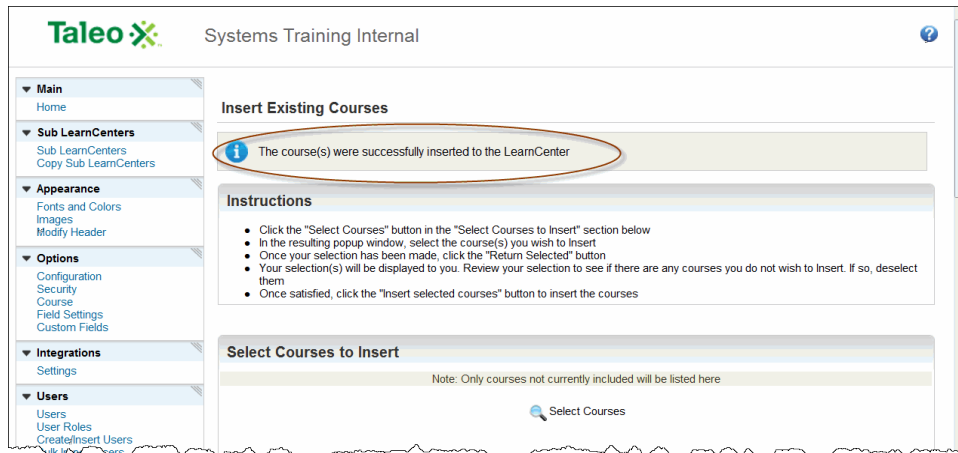 Taleo
Systems Training Internal
Main
Home
Sub LearnCenters
Sub LearnCenters
Copy Sub LearnCenters
Appearance
Fonts and Colors
Images
Modify Header
Options
Configuration
Security
Course
Field Settings
Custom Fields
Integrations
Settings
Users
Users
User Roles
Create/Insert Users
Insert Existing Courses
The course(s) were successfully inserted to the LearnCenter
Instructions
Click the "Select Courses" button in the "Select Courses to Insert" section below
In the resulting popup window, select the course(s) you wish to Insert
Once your selection has been made, click the "Return Selected" button
Your selection(s) will be displayed to you. Review your selection to see if there are any courses you do not wish to Insert. If so, deselect
them
Once satisfied, click the "Insert selected courses" button to insert the courses
Select Courses to Insert
Note: Only courses not currently included will be listed here
Select Courses